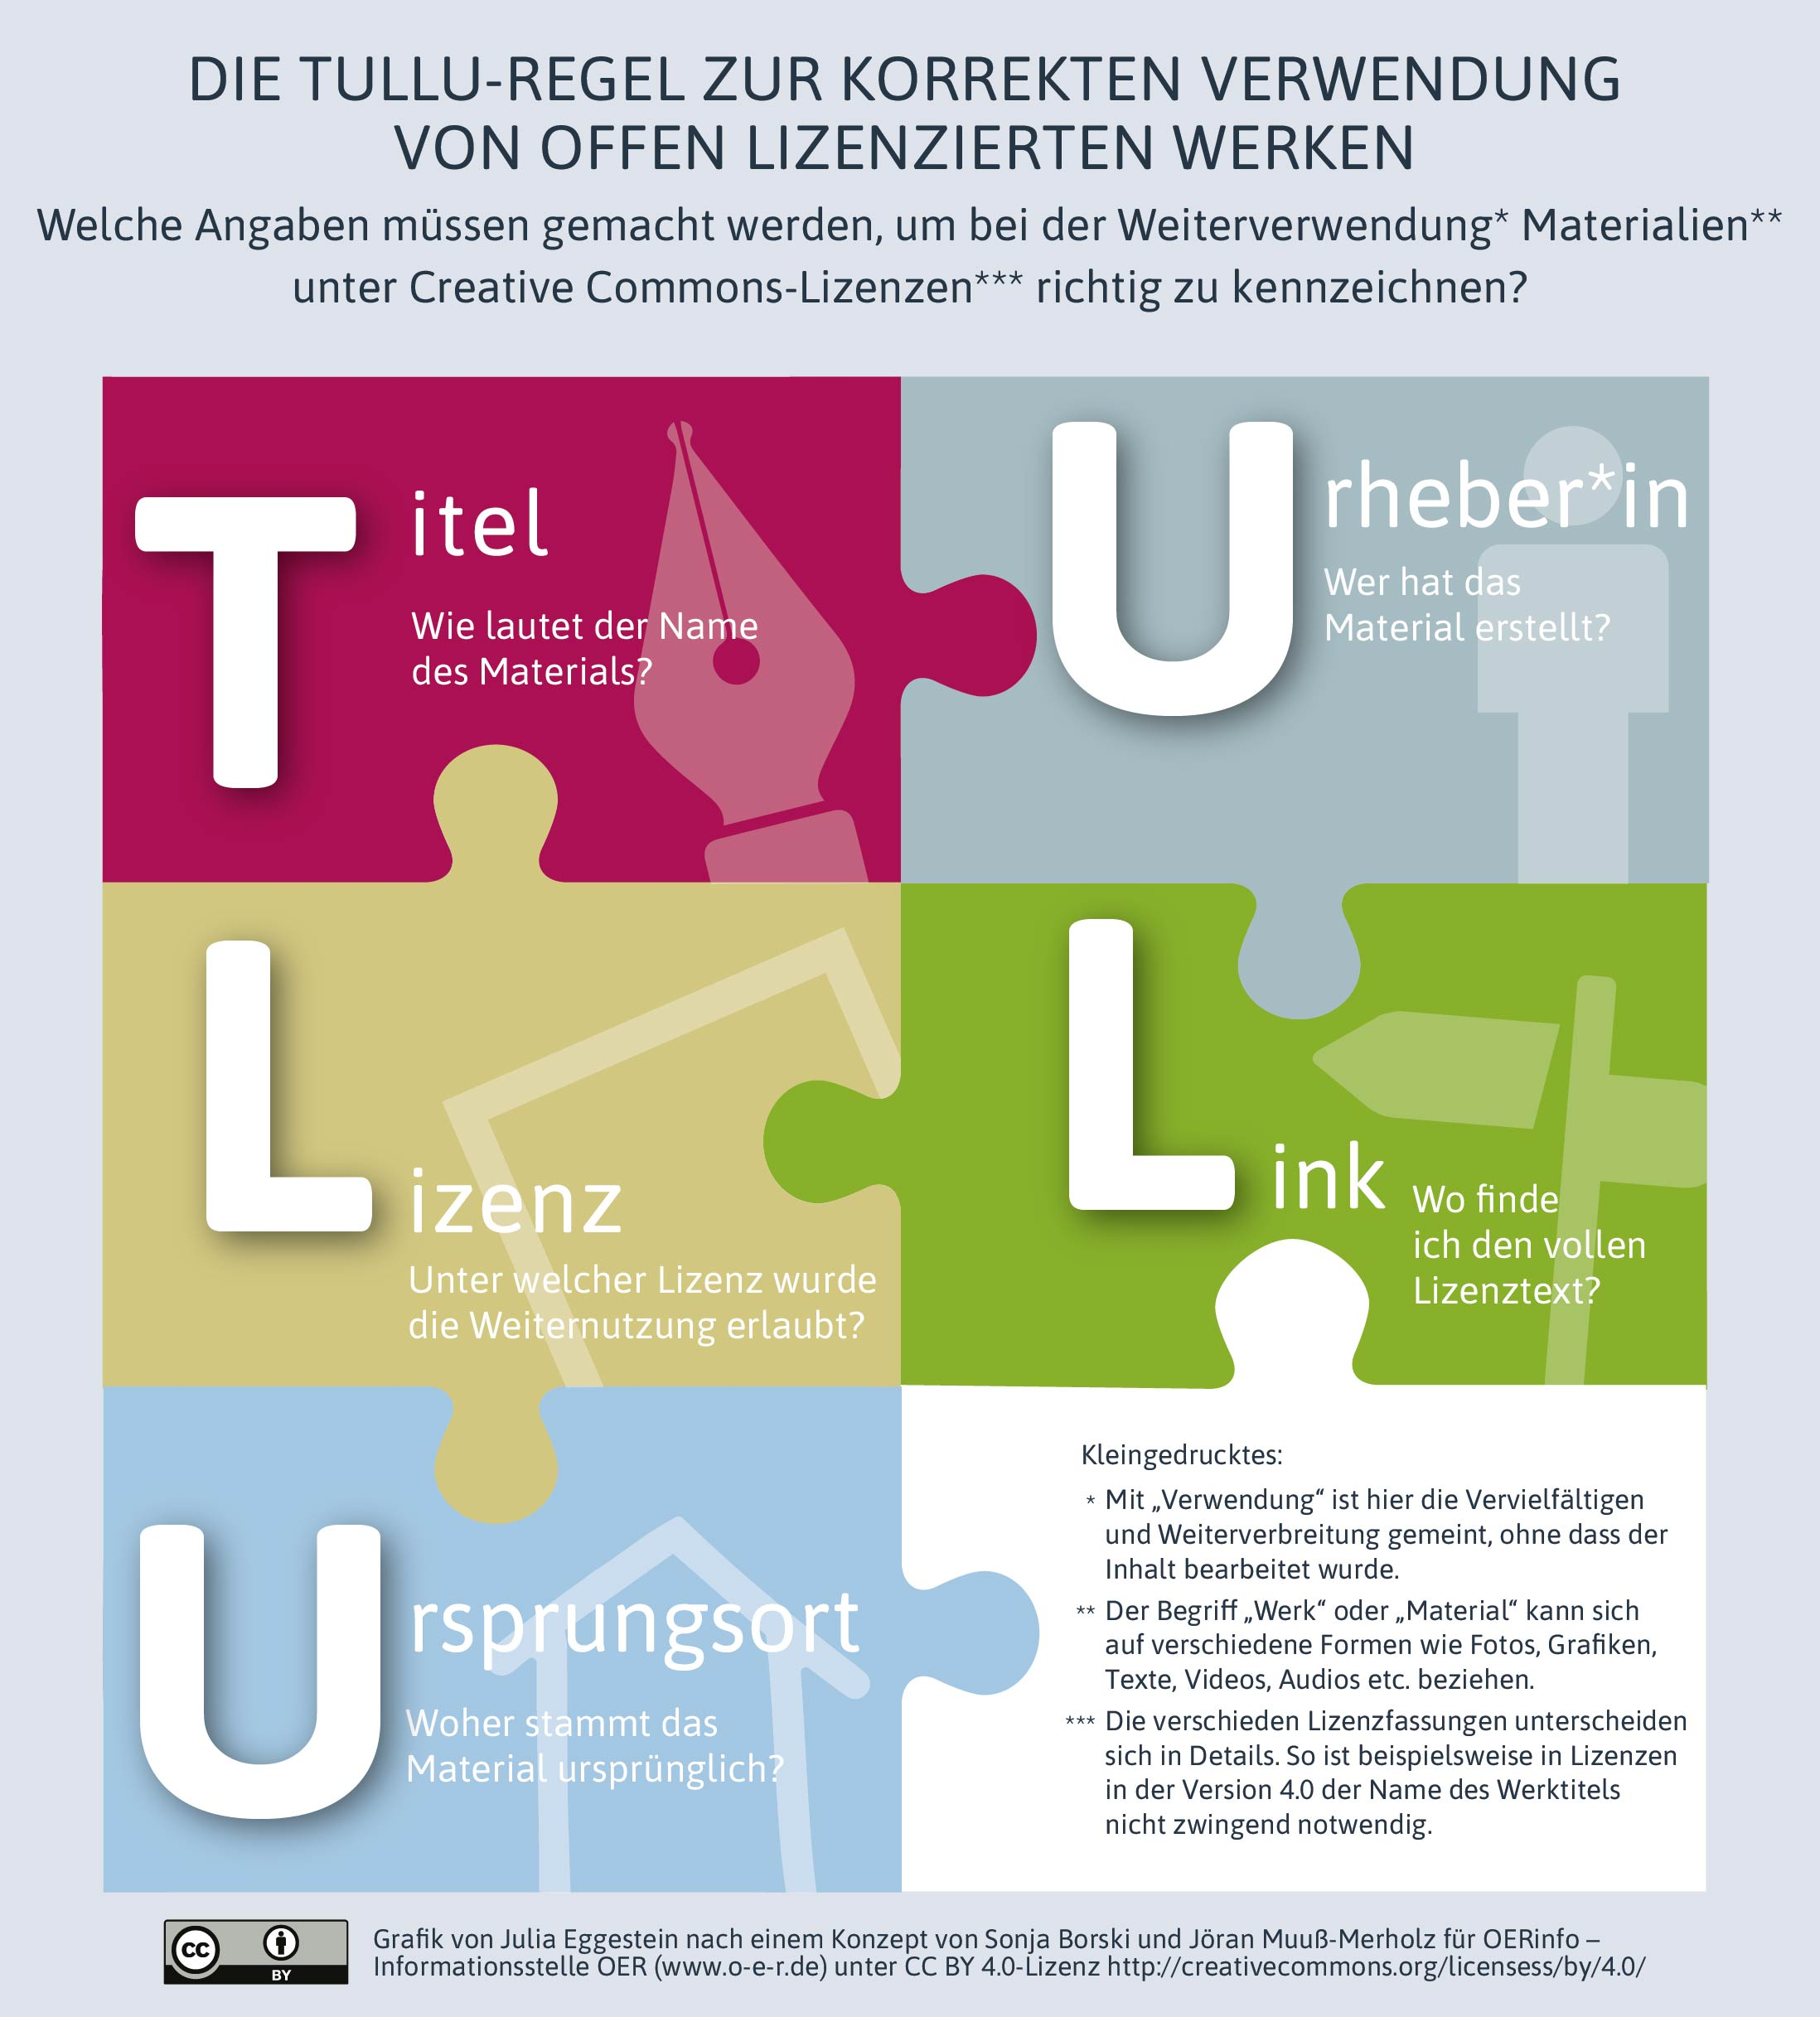 DIE TULLU-REGEL ZUR KORREKTEN VERWENDUNG
VON OFFEN LIZENZIERTEN WERKEN
Welche Angaben müssen gemacht werden, um bei der Weiterverwendung* Materialien**
unter Creative Commons-Lizenzen*** richtig zu kennzeichnen?
Titel
Wie lautet der Name
des Materials?
Urheber*in
Wer hat das
Material erstellt?
Lizenz
Unter welcher Lizenz wurde
die Weiternutzung erlaubt?
Link
Wo finde
ich den vollen
Lizenztext?
Ursprungsort
Woher stammt das
Material ursprünglich?
Kleingedrucktes:
* Mit „Verwendung“ ist hier die Vervielfältigen
und Weiterverbreitung gemeint, ohne dass der
Inhalt bearbeitet wurde.
** Der Begriff „Werk“ oder „Material“ kann sich
auf verschiedene Formen wie Fotos, Grafiken,
Texte, Videos, Audios etc. beziehen.
*** Die verschieden Lizenzfassungen unterscheiden
sich in Details. So ist beispielsweise in Lizenzen
in der Version 4.0 der Name des Werktitels
nicht zwingend notwendig.
cc
BY
Grafik von Julia Eggestein nach einem Konzept von Sonja Borski und Jöran Muuß-Merholz für OERinfo –
Informationsstelle OER (www.o-e-r.de) unter CC BY 4.0-Lizenz http://creativecommons.org/licensess/by/4.0/